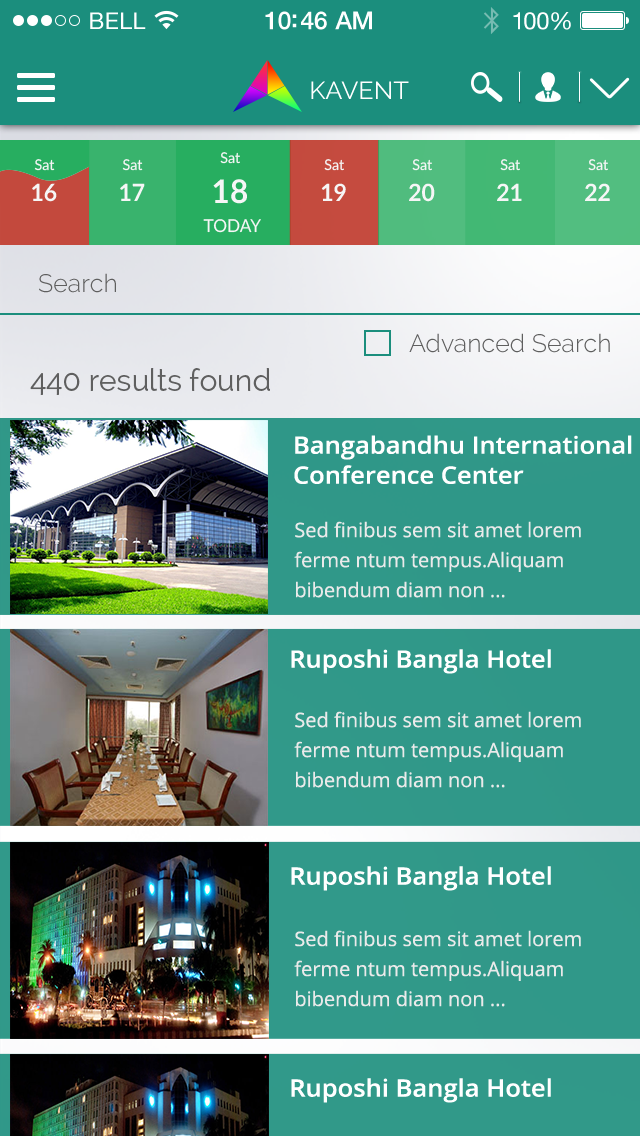 BELL 10:46 AM 100%
KAVENT
Sat Sat Sat Sat Sat Sat Sat
16 17 18 19 20 21 22
TODAY
Search
Advanced Search
440 results found
Bangabandhu International
Conference Center
Sed finibus sem sit amet lorem
ferme ntum tempus.Aliquam
bibendum diam non ...
Ruposhi Bangla Hotel
Sed finibus sem sit amet lorem
ferme ntum tempus.Aliquam
bibendum diam non ...
Ruposhi Bangla Hotel
Sed finibus sem sit amet lorem
ferme ntum tempus.Aliquam
bibendum diam non ...
Ruposhi Bangla Hotel